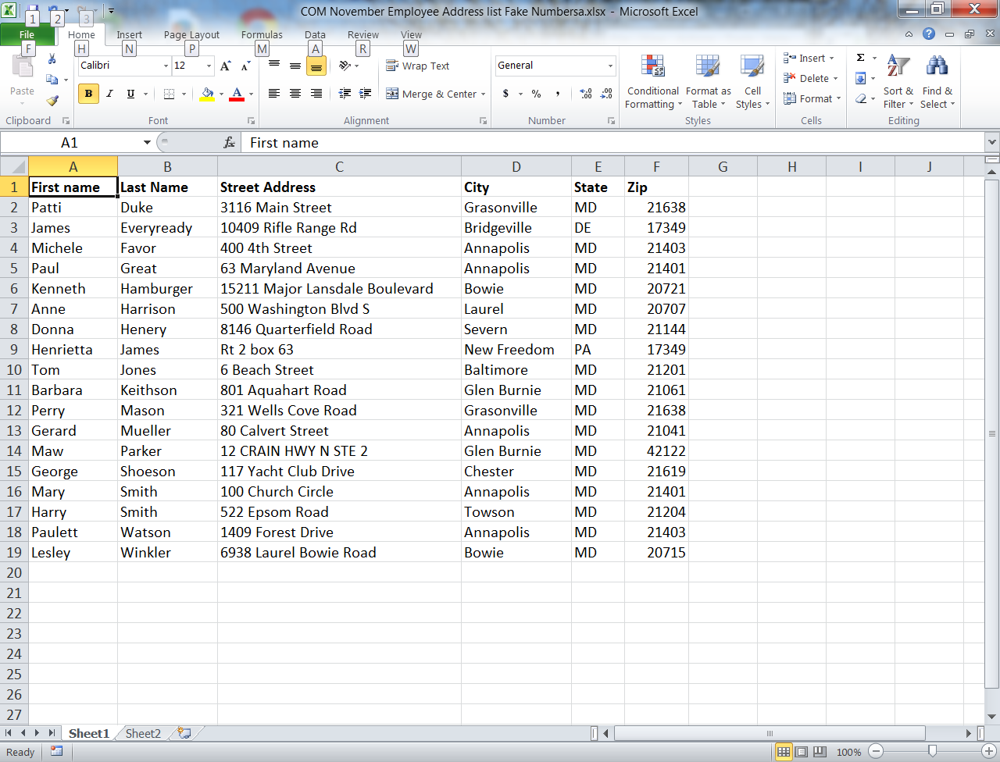 COM November Employee Address list Fake Numbersa.xlsx - Microsoft Excel
1 2 3
File Home Insert Page Layout Formulas Data Review View
F H N P M A R W
Paste
Clipboard
Calibri 12
B I U A
Font
Wrap Text
Merge & Center
Alignment
General
$ % , .00 .0 .00
Number
Conditional Formatting
Format as Table
Cell Styles
Styles
Insert
Delete
Format
Cells
Σ
Sort & Filter
Find & Select
Editing
A1 fx First name
A B C D E F G H I J
1 First name Last Name Street Address City State Zip
2 Patti Duke 3116 Main Street Grasonville MD 21638
3 James Everyready 10409 Rifle Range Rd Bridgeville DE 17349
4 Michele Favor 400 4th Street Annapolis MD 21403
5 Paul Great 63 Maryland Avenue Annapolis MD 21401
6 Kenneth Hamburger 15211 Major Lansdale Boulevard Bowie MD 20721
7 Anne Harrison 500 Washington Blvd S Laurel MD 20707
8 Donna Henery 8146 Quarterfield Road Severn MD 21144
9 Henrietta James Rt 2 box 63 New Freedom PA 17349
10 Tom Jones 6 Beach Street Baltimore MD 21201
11 Barbara Keithson 801 Aquahart Road Glen Burnie MD 21061
12 Perry Mason 321 Wells Cove Road Grasonville MD 21638
13 Gerard Mueller 80 Calvert Street Annapolis MD 21041
14 Maw Parker 12 CRAIN HWY N STE 2 Glen Burnie MD 42122
15 George Shoeson 117 Yacht Club Drive Chester MD 21619
16 Mary Smith 100 Church Circle Annapolis MD 21401
17 Harry Smith 522 Epsom Road Towson MD 21204
18 Paulett Watson 1409 Forest Drive Annapolis MD 21403
19 Lesley Winkler 6938 Laurel Bowie Road Bowie MD 20715
20
21
22
23
24
25
26
27
Sheet1 Sheet2
Ready 100%